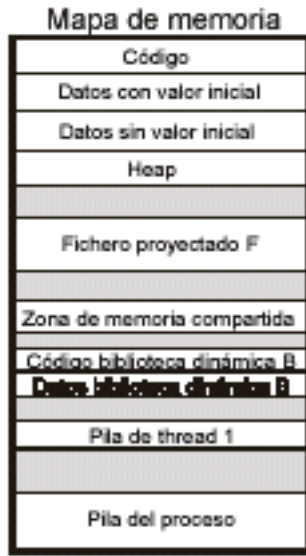 Mapa de memoria
Código
Datos con valor inicial
Datos sin valor inicial
Heap
Fichero proyectado F
Zona de memoria compartida
Código biblioteca dinámica B
Datos biblioteca dinámica B
Pila de thread 1
Pila del proceso